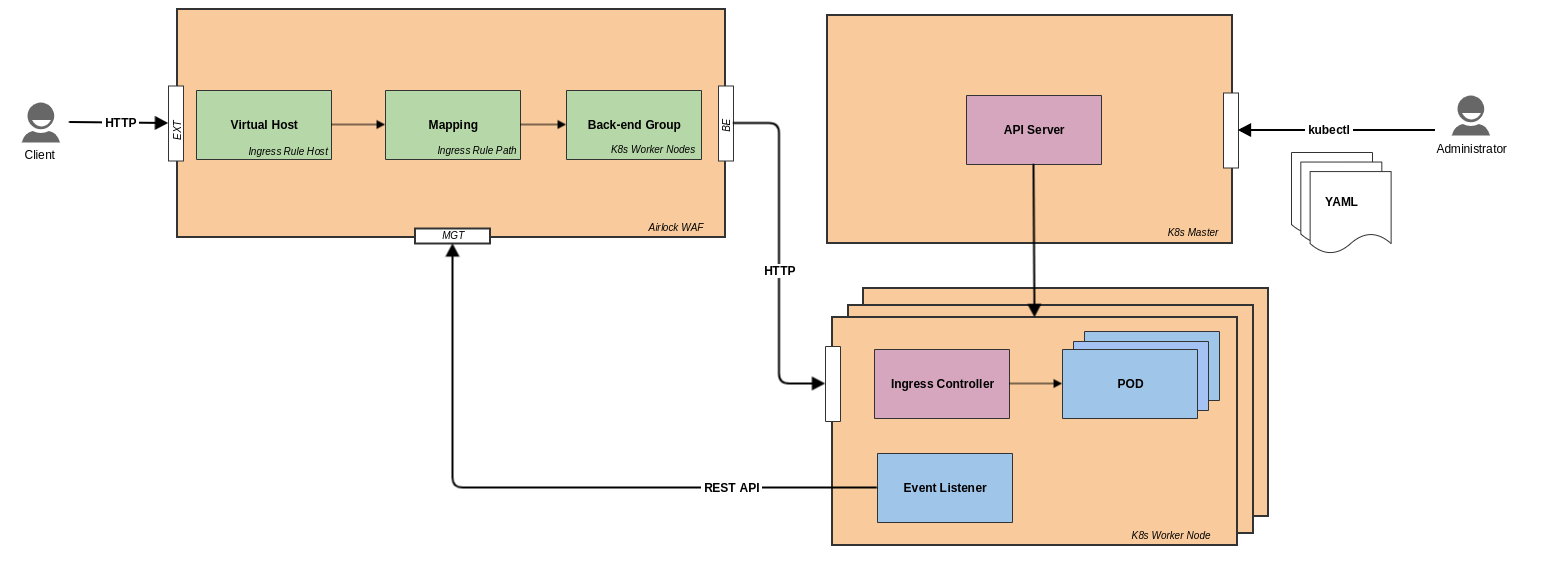 Client
HTTP
EXT
Virtual Host
Ingress Rule Host
Mapping
Ingress Rule Path
Back-end Group
K8s Worker Nodes
BE
Airlock WAF
MGT
HTTP
API Server
K8s Master
kubectl
Administrator
YAML
Ingress Controller
POD
Event Listener
REST API
K8s Worker Node